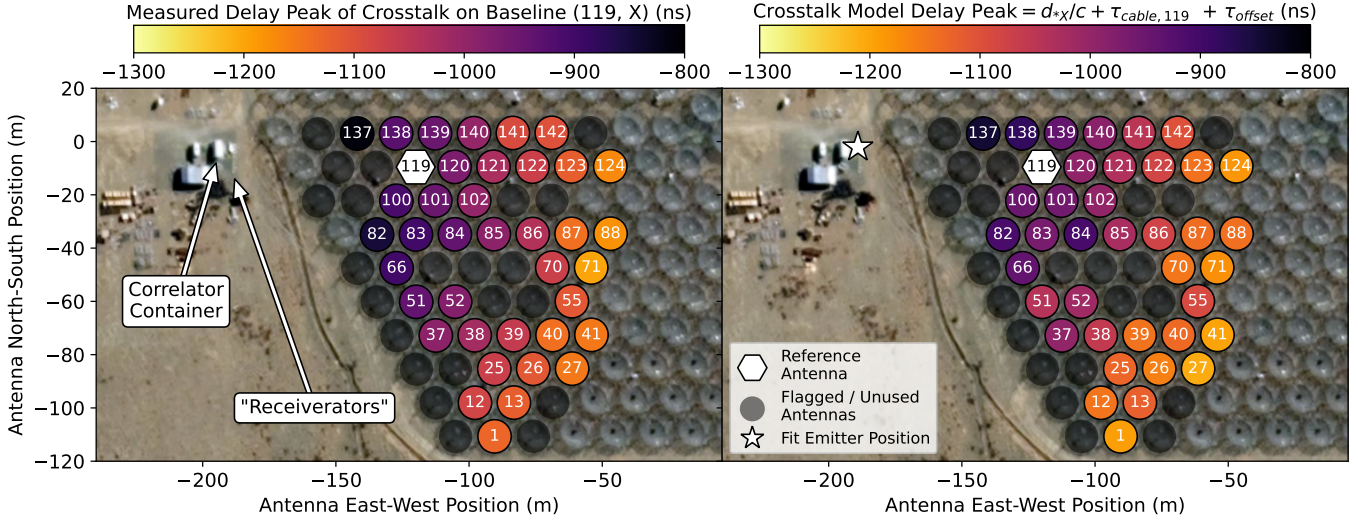 Measured Delay Peak of Crosstalk on Baseline (119, X) (ns)
−1300 −1200 −1100 −1000 −900 −800
Antenna North-South Position (m)
20
0
−20
−40
−60
−80
−100
−120
137 138 139 140 141 142
119 120 121 122 123 124
100 101 102
82 83 84 85 86 87 88
66 70 71
51 52 55
37 38 39 40 41
25 26 27
12 13
1
Correlator
Container
"Receiverators"
−200 −150 −100 −50
Antenna East-West Position (m)
Crosstalk Model Delay Peak = d*X/c + τcable, 119 + τoffset (ns)
−1300 −1200 −1100 −1000 −900 −800
137 138 139 140 141 142
119 120 121 122 123 124
100 101 102
82 83 84 85 86 87 88
66 70 71
51 52 55
37 38 39 40 41
25 26 27
12 13
1
Reference
Antenna
Flagged / Unused
Antennas
Fit Emitter Position
−200 −150 −100 −50
Antenna East-West Position (m)